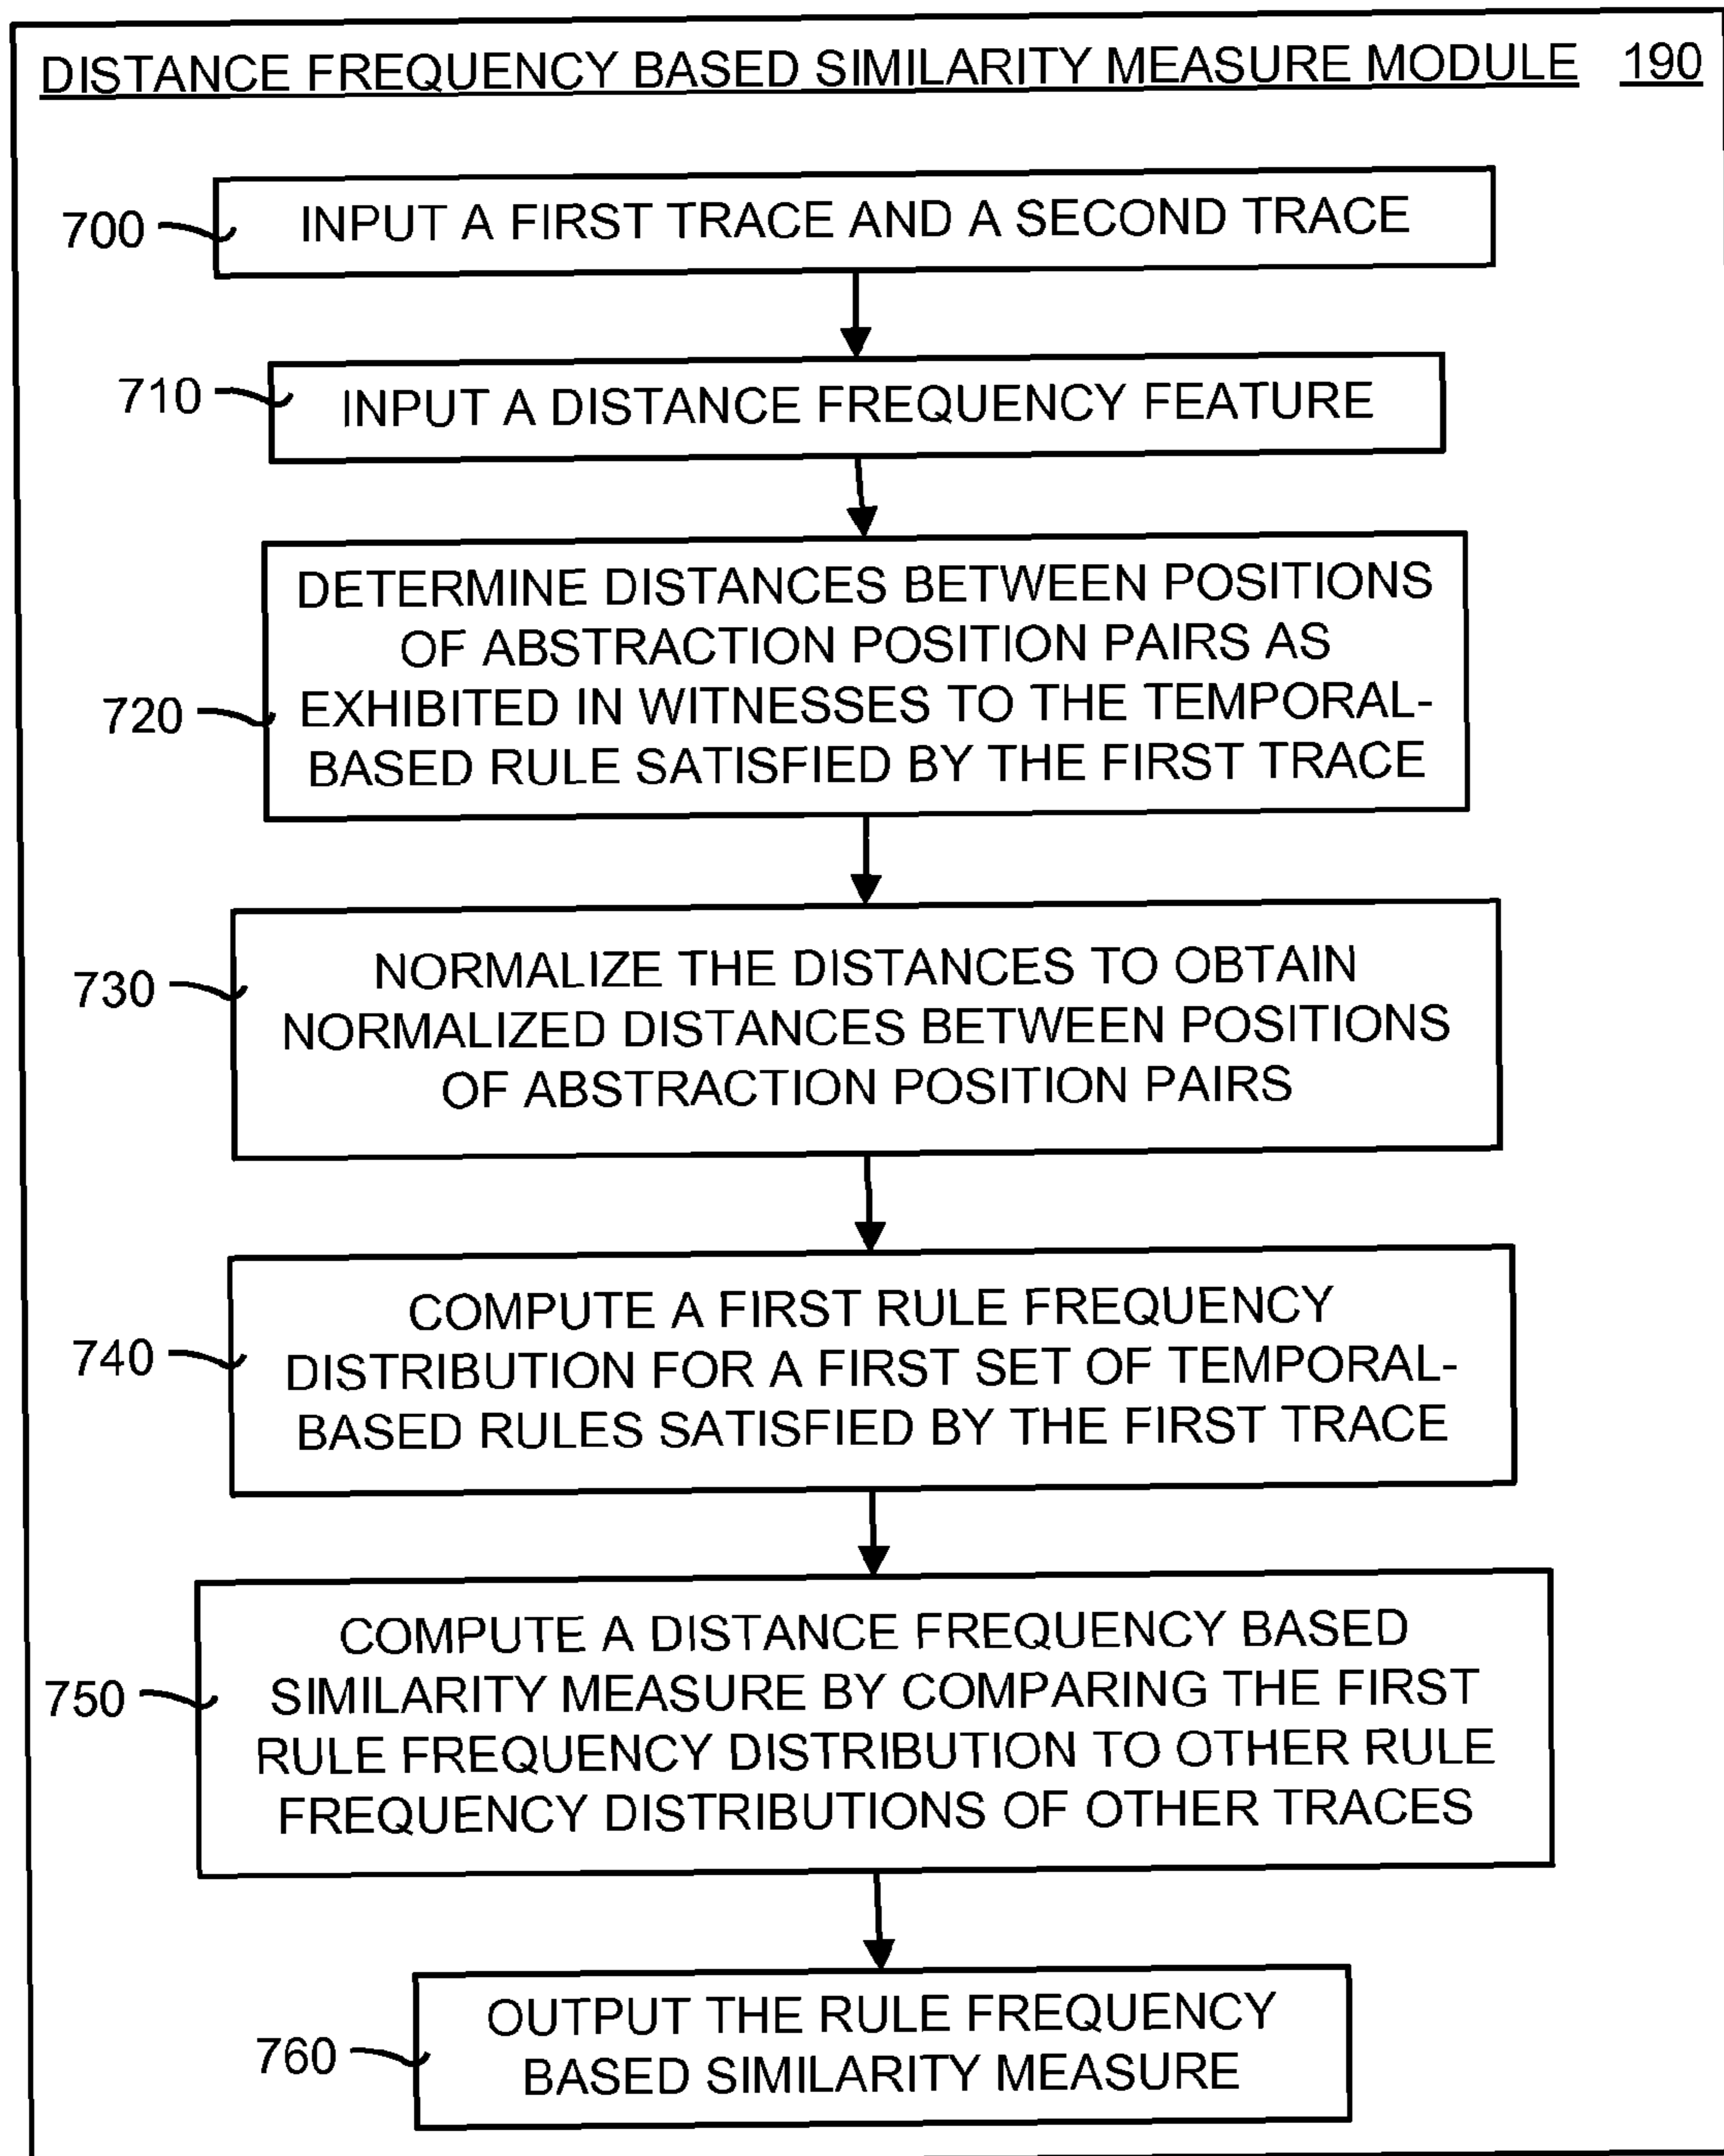 DISTANCE FREQUENCY BASED SIMILARITY MEASURE MODULE 190
700
INPUT A FIRST TRACE AND A SECOND TRACE
710
INPUT A DISTANCE FREQUENCY FEATURE
720
DETERMINE DISTANCES BETWEEN POSITIONS
OF ABSTRACTION POSITION PAIRS AS
EXHIBITED IN WITNESSES TO THE TEMPORAL-
BASED RULE SATISFIED BY THE FIRST TRACE
730
NORMALIZE THE DISTANCES TO OBTAIN
NORMALIZED DISTANCES BETWEEN POSITIONS
OF ABSTRACTION POSITION PAIRS
740
COMPUTE A FIRST RULE FREQUENCY
DISTRIBUTION FOR A FIRST SET OF TEMPORAL-
BASED RULES SATISFIED BY THE FIRST TRACE
750
COMPUTE A DISTANCE FREQUENCY BASED
SIMILARITY MEASURE BY COMPARING THE FIRST
RULE FREQUENCY DISTRIBUTION TO OTHER RULE
FREQUENCY DISTRIBUTIONS OF OTHER TRACES
760
OUTPUT THE RULE FREQUENCY
BASED SIMILARITY MEASURE